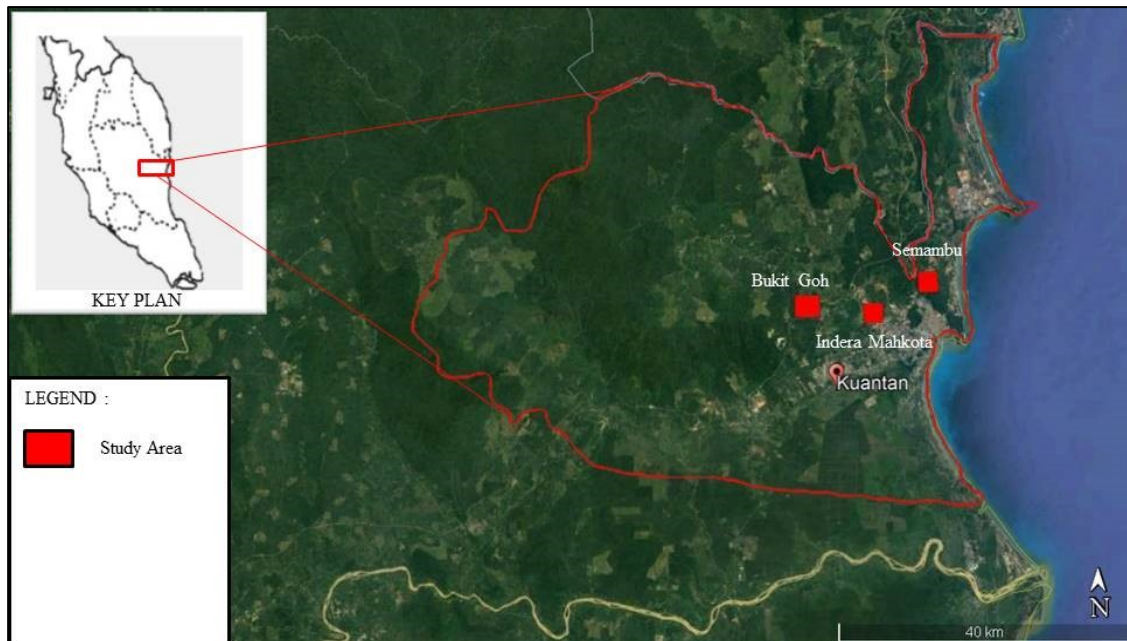 KEY PLAN
Semambu
Bukit Goh
Indera Mahkota
Kuantan
LEGEND :
Study Area
40 km
N